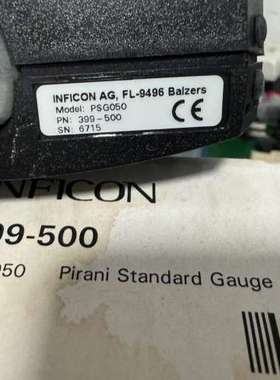 INFICON AG, FL-9496 Balzers
Model: PSG050
PN: 399-500
SN: 6715
CE
INFICON
99-500
050 Pirani Standard Gauge